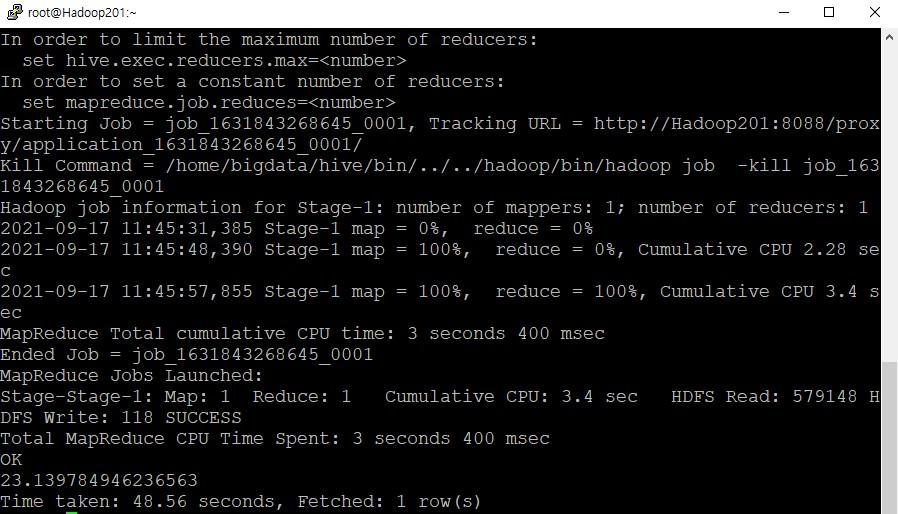 root@Hadoop201:~
In order to limit the maximum number of reducers:
  set hive.exec.reducers.max=<number>
In order to set a constant number of reducers:
  set mapreduce.job.reduces=<number>
Starting Job = job_1631843268645_0001, Tracking URL = http://Hadoop201:8088/prox
y/application_1631843268645_0001/
Kill Command = /home/bigdata/hive/bin/../../hadoop/bin/hadoop job  -kill job_163
1843268645_0001
Hadoop job information for Stage-1: number of mappers: 1; number of reducers: 1
2021-09-17 11:45:31,385 Stage-1 map = 0%,  reduce = 0%
2021-09-17 11:45:48,390 Stage-1 map = 100%,  reduce = 0%, Cumulative CPU 2.28 se
c
2021-09-17 11:45:57,855 Stage-1 map = 100%,  reduce = 100%, Cumulative CPU 3.4 s
ec
MapReduce Total cumulative CPU time: 3 seconds 400 msec
Ended Job = job_1631843268645_0001
MapReduce Jobs Launched:
Stage-Stage-1: Map: 1  Reduce: 1   Cumulative CPU: 3.4 sec   HDFS Read: 579148 H
DFS Write: 118 SUCCESS
Total MapReduce CPU Time Spent: 3 seconds 400 msec
OK
23.139784946236563
Time taken: 48.56 seconds, Fetched: 1 row(s)